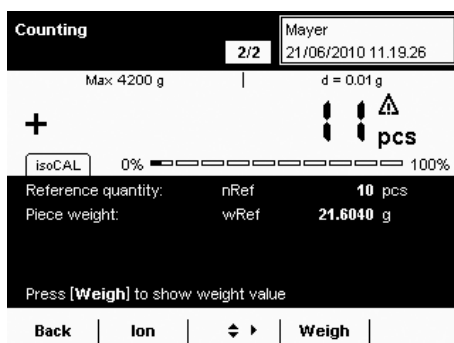 Counting
Mayer
2/2
21/06/2010 11.19.26
Max 4200 g
d = 0.01 g
+ 11 pcs
isoCAL 0% 100%
Reference quantity: nRef 10 pcs
Piece weight: wRef 21.6040 g
Press [Weigh] to show weight value
Back Ion Weigh